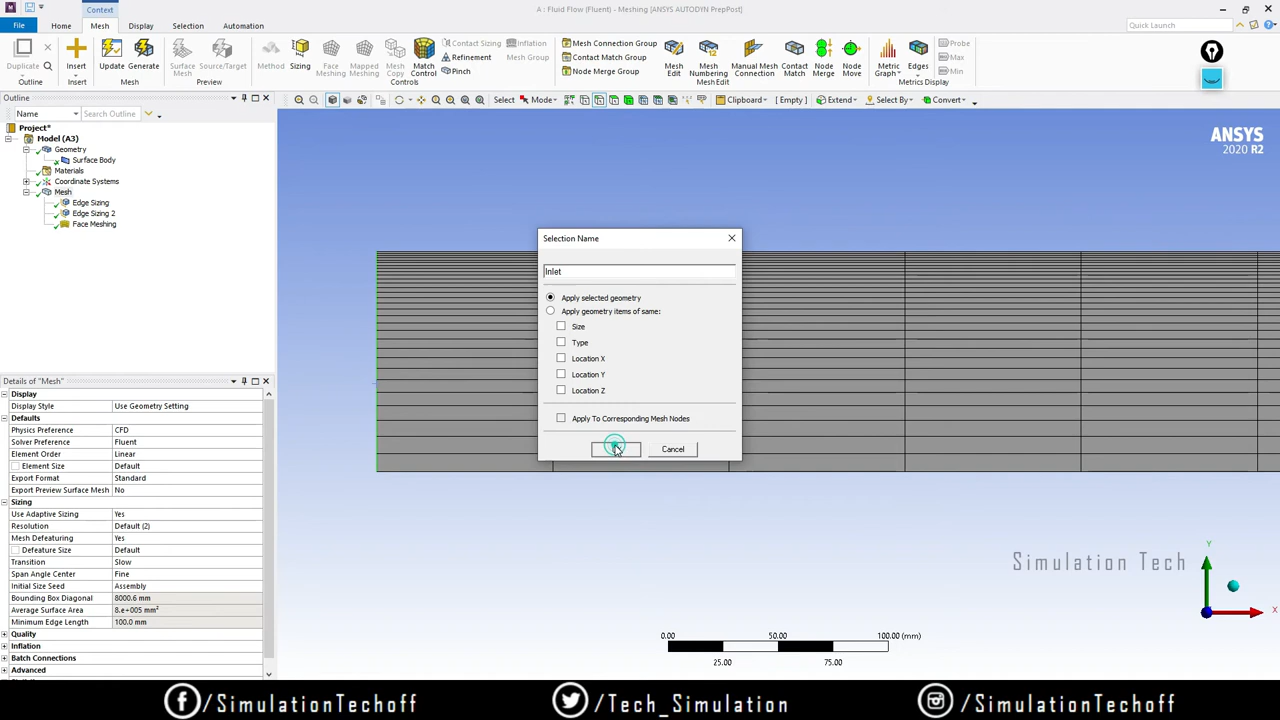 Context
A : Fluid Flow (Fluent) - Meshing [ANSYS AUTODYN PrepPost]
File Home Mesh Display Selection Automation Quick Launch
Duplicate Outline
Insert Insert
Update Generate Mesh
Surface Mesh Source/Target Preview
Method Sizing Face Meshing Mapped Meshing Mesh Copy Match Control Controls
Contact Sizing Inflation
Refinement Mesh Group
Pinch
Mesh Connection Group
Contact Match Group
Node Merge Group
Mesh Edit Mesh Numbering Manual Mesh Connection Contact Match Node Merge Node Move Mesh Edit
Metric Graph Edges Metrics Display
Probe
Max
Min
Outline
Name Search Outline
Select Mode Clipboard [ Empty ] Extend Select By Convert
Project*
Model (A3)
Geometry
Surface Body
Materials
Coordinate Systems
Mesh
Edge Sizing
Edge Sizing 2
Face Meshing
ANSYS
2020 R2
Selection Name
Inlet
Apply selected geometry
Apply geometry items of same:
Size
Type
Location X
Location Y
Location Z
Apply To Corresponding Mesh Nodes
Cancel
Details of "Mesh"
Display
Display Style Use Geometry Setting
Defaults
Physics Preference CFD
Solver Preference Fluent
Element Order Linear
Element Size Default
Export Format Standard
Export Preview Surface Mesh No
Sizing
Use Adaptive Sizing Yes
Resolution Default (2)
Mesh Defeaturing Yes
Defeature Size Default
Transition Slow
Span Angle Center Fine
Initial Size Seed Assembly
Bounding Box Diagonal 8000.6 mm
Average Surface Area 8.e+005 mm²
Minimum Edge Length 100.0 mm
Quality
Inflation
Batch Connections
Advanced
Simulation Tech
Y
X
0.00 50.00 100.00 (mm)
25.00 75.00
/SimulationTechoff /Tech_Simulation /SimulationTechoff